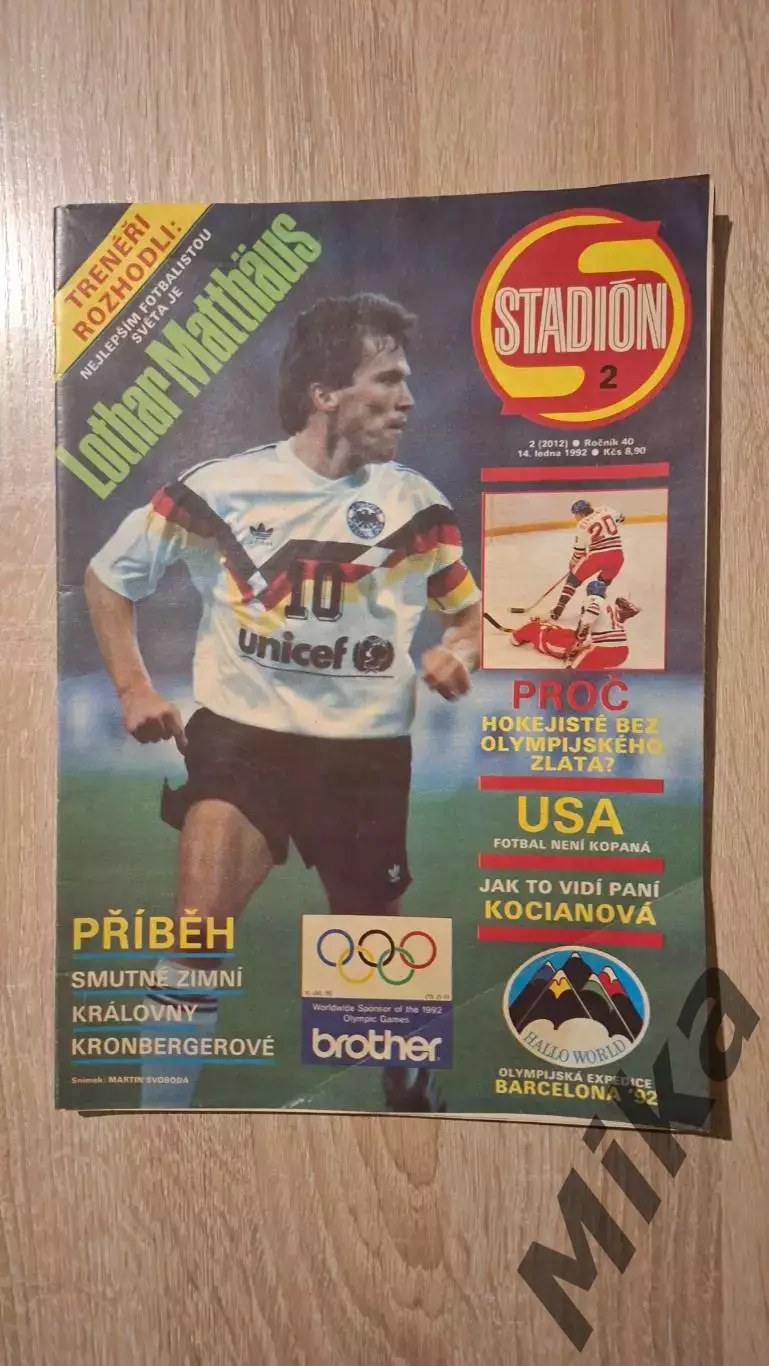 TRENÉŘI
ROZHODLI:
NEJLEPŠÍM FOTBALISTOU
SVĚTA JE
Lothar Matthäus
STADIÓN
2
2 (2012) ● Ročník 40
14. ledna 1992 ● Kčs 8,90
20
PROČ
HOKEJISTÉ BEZ
OLYMPIJSKÉHO
ZLATA?
USA
FOTBAL NENÍ KOPANÁ
JAK TO VIDÍ PANÍ
KOCIANOVÁ
10
unicef
adidas
PŘÍBĚH
SMUTNÉ ZIMNÍ
KRÁLOVNY
KRONBERGEROVÉ
Snímek: MARTIN SVOBODA
Worldwide Sponsor of the 1992
Olympic Games
brother
HALLO WORLD
OLYMPIJSKÁ EXPEDICE
BARCELONA '92
Mika